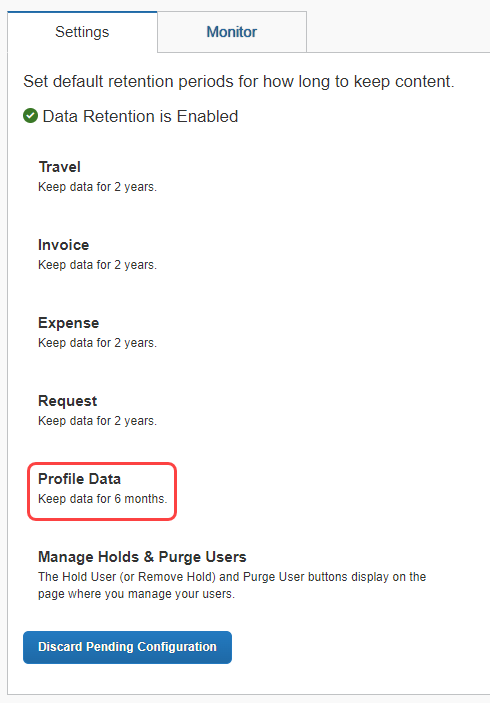 Settings
Monitor
Set default retention periods for how long to keep content.
Data Retention is Enabled
Travel
Keep data for 2 years.
Invoice
Keep data for 2 years.
Expense
Keep data for 2 years.
Request
Keep data for 2 years.
Profile Data
Keep data for 6 months.
Manage Holds & Purge Users
The Hold User (or Remove Hold) and Purge User buttons display on the
page where you manage your users.
Discard Pending Configuration